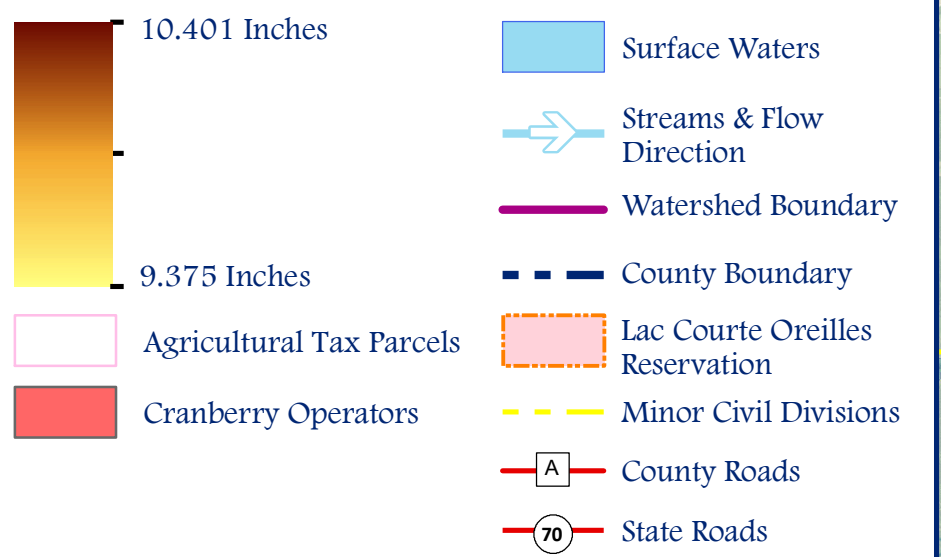 10.401 Inches
9.375 Inches
Agricultural Tax Parcels
Cranberry Operators
Surface Waters
Streams & Flow
Direction
Watershed Boundary
County Boundary
Lac Courte Oreilles
Reservation
Minor Civil Divisions
A
County Roads
70
State Roads